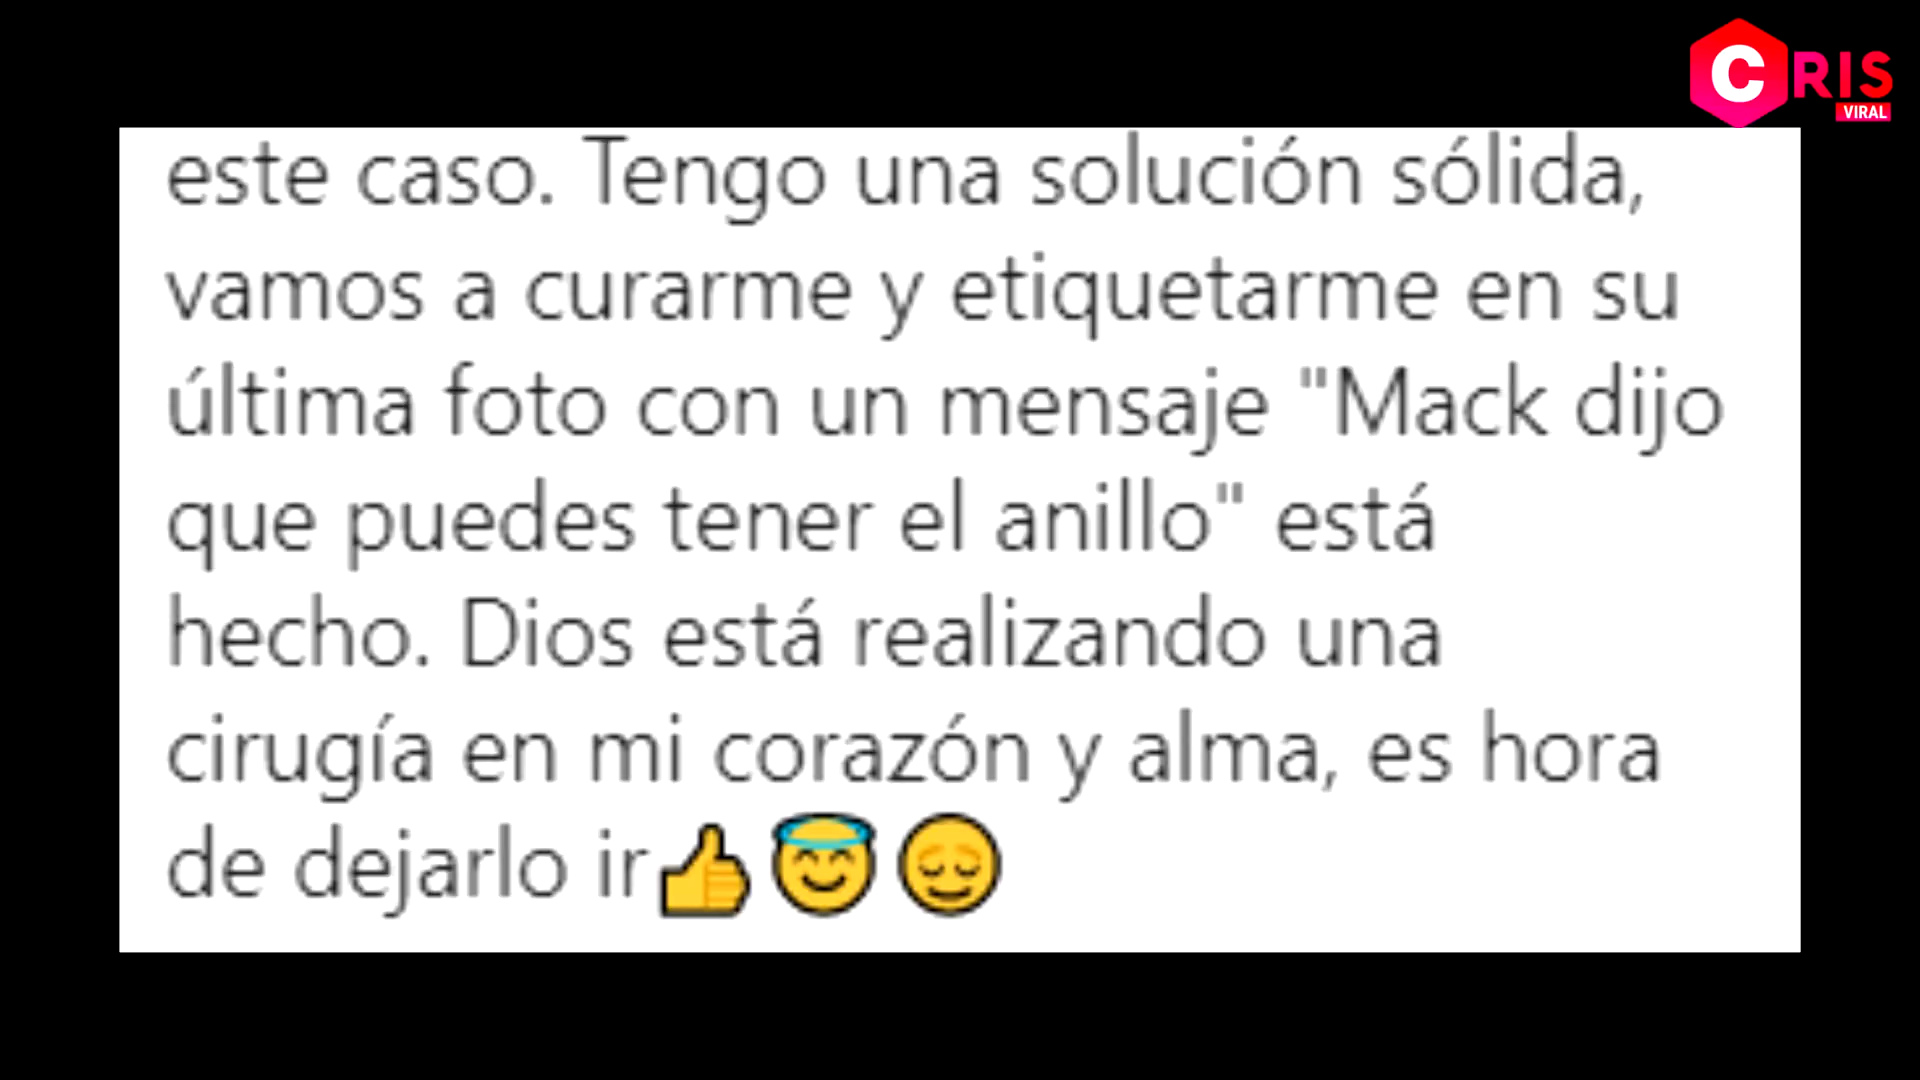 CRIS
VIRAL
este caso. Tengo una solución sólida,
vamos a curarme y etiquetarme en su
última foto con un mensaje "Mack dijo
que puedes tener el anillo" está
hecho. Dios está realizando una
cirugía en mi corazón y alma, es hora
de dejarlo ir👍😇😞